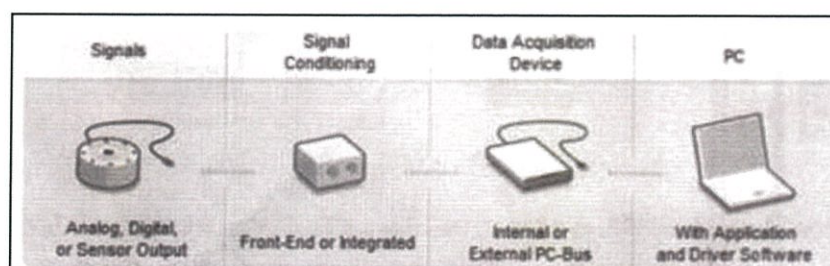 Signals
Signal
Conditioning
Data Acquisition
Device
PC
Analog, Digital,
or Sensor Output
Front-End or Integrated
Internal or
External PC-Bus
With Application
and Driver Software